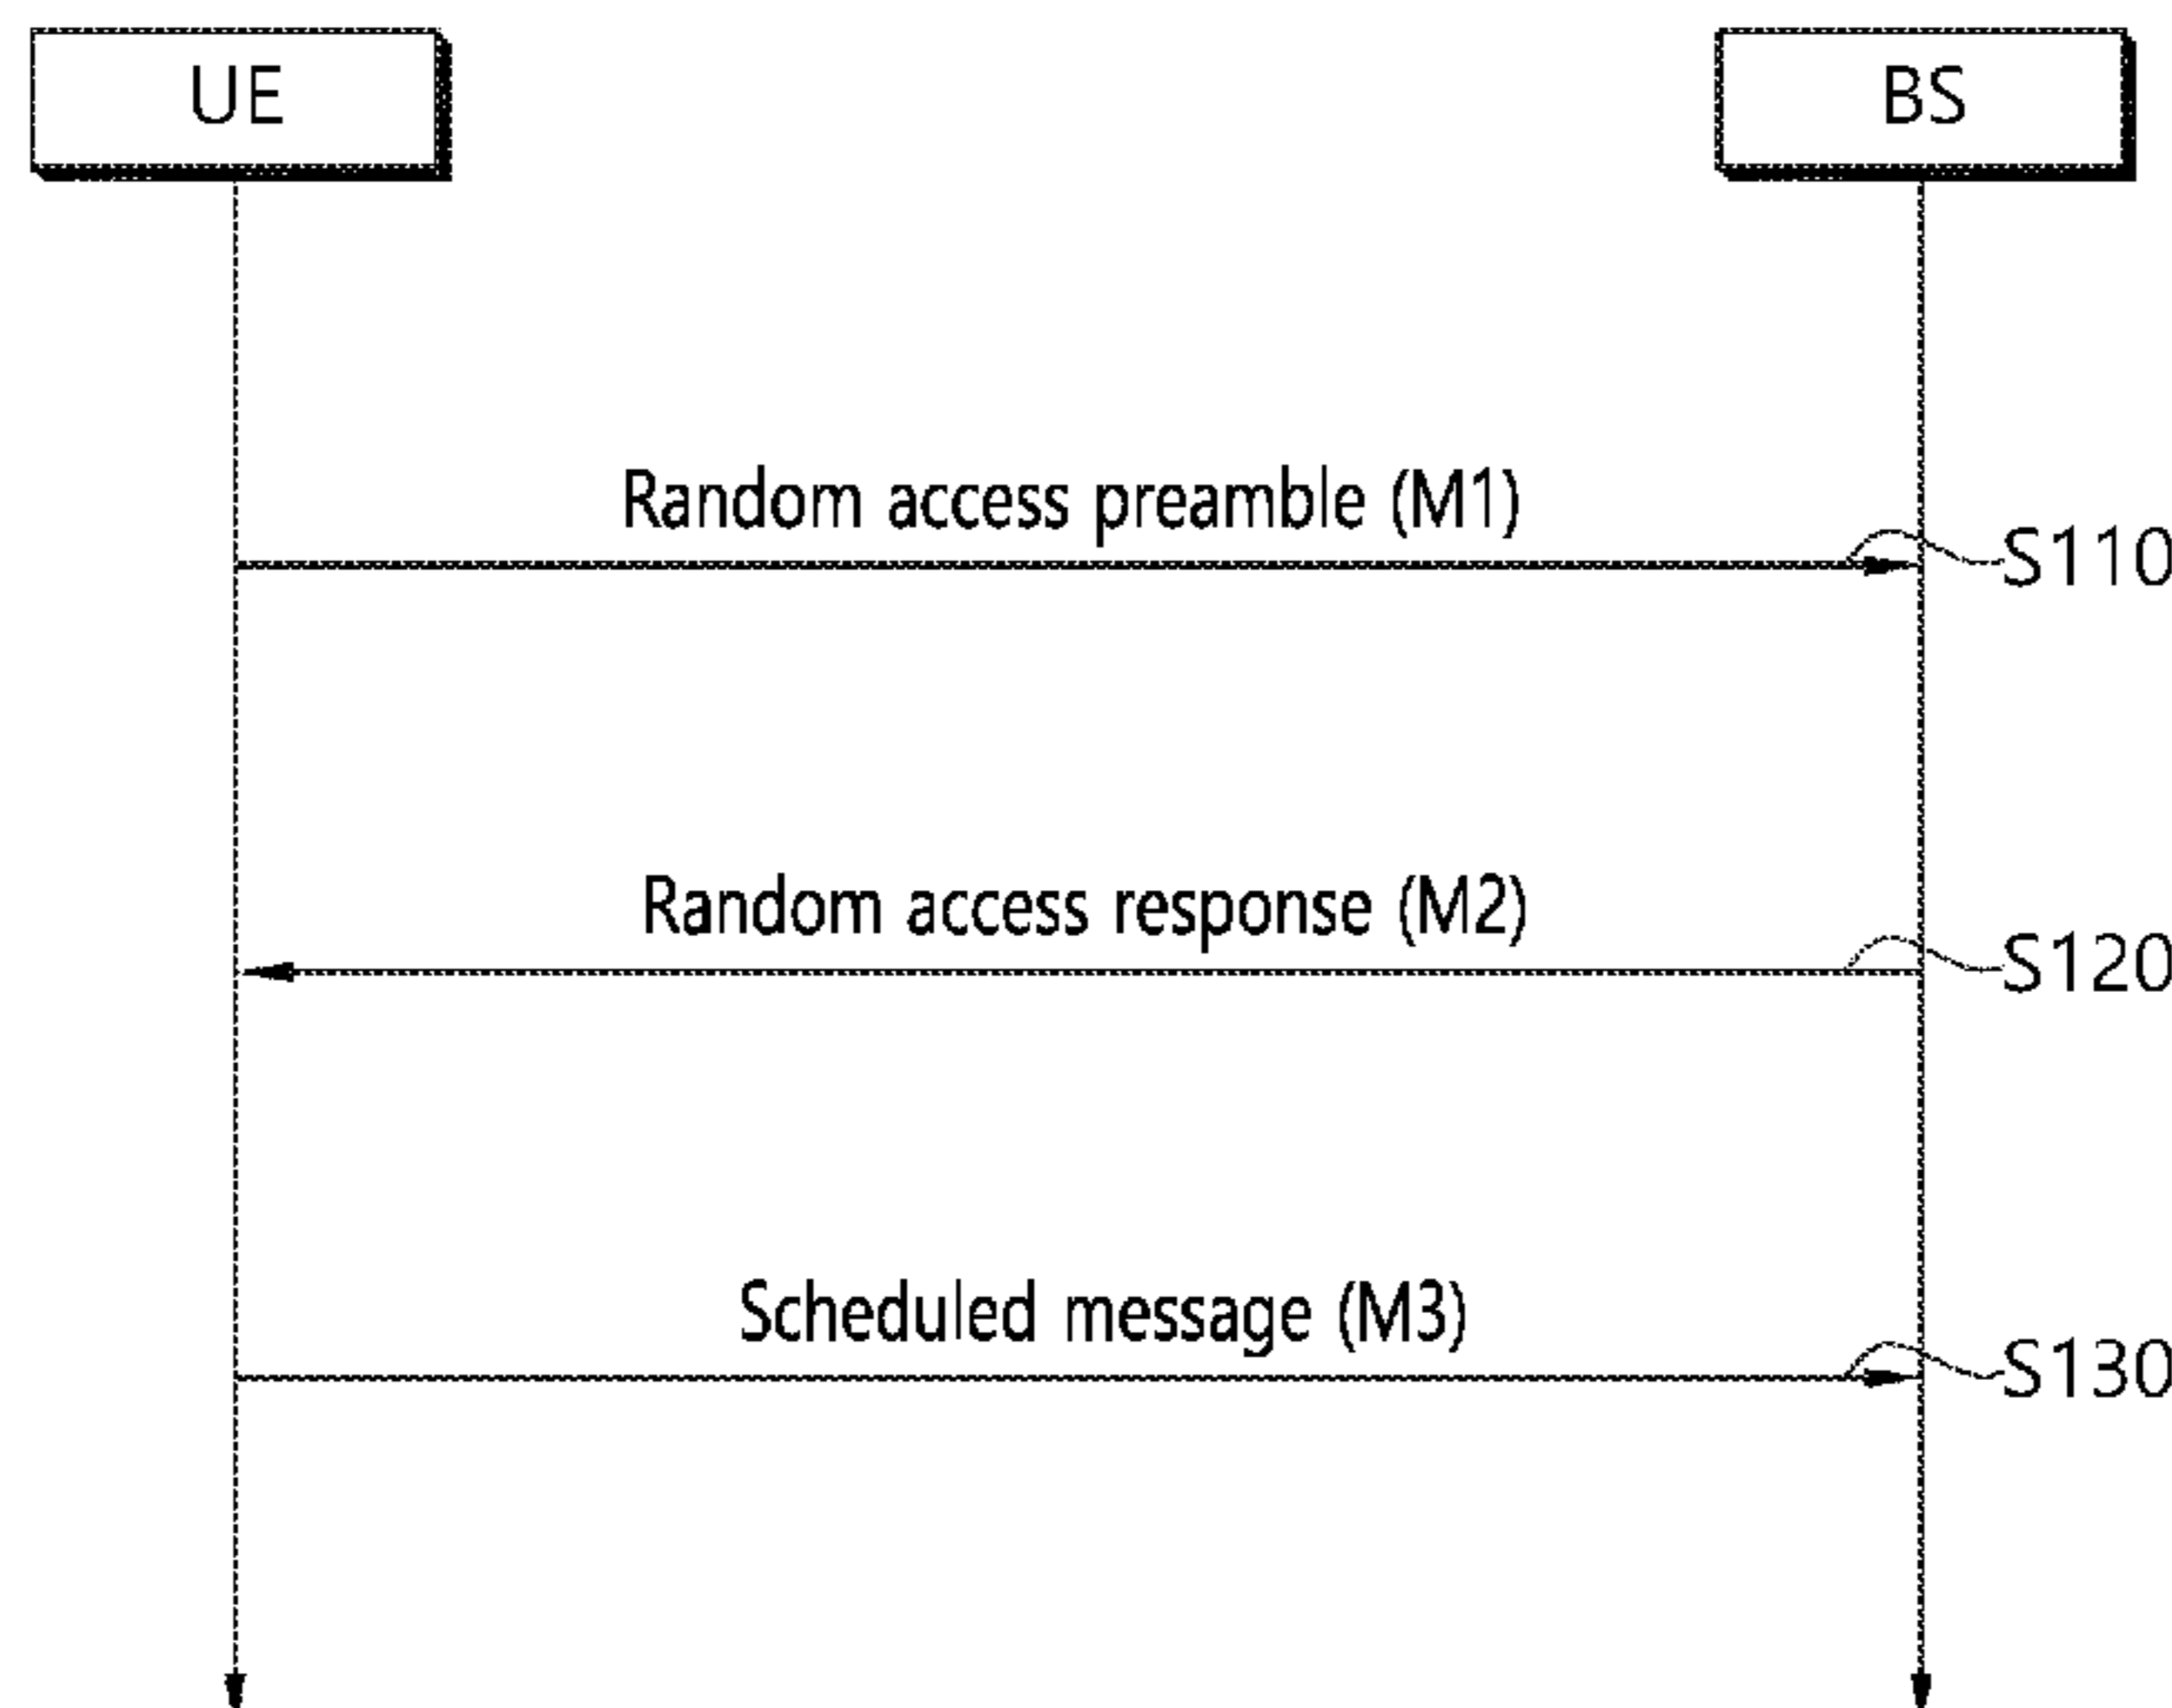 UE
BS
Random access preamble (M1)
S110
Random access response (M2)
S120
Scheduled message (M3)
S130